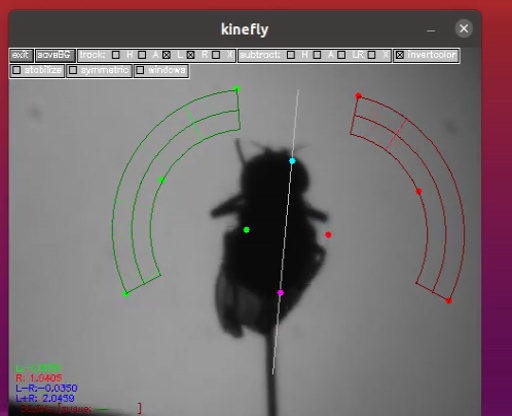 kinefly
exit saveBG track: H A L R X subtract: H A LR X invertcolor
stabilize symmetric windows
R: 1.0405
L-R:-0.0350
L+R: 2.0459
]